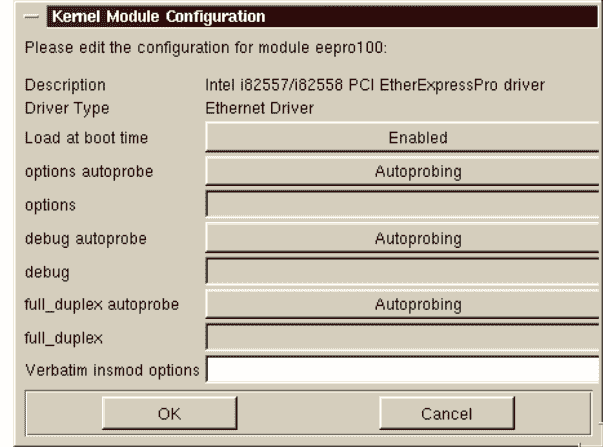 Kernel Module Configuration
Please edit the configuration for module eepro100:
Description Intel i82557/i82558 PCI EtherExpressPro driver
Driver Type Ethernet Driver
Load at boot time Enabled
options autoprobe Autoprobing
options
debug autoprobe Autoprobing
debug
full_duplex autoprobe Autoprobing
full_duplex
Verbatim insmod options
OK Cancel